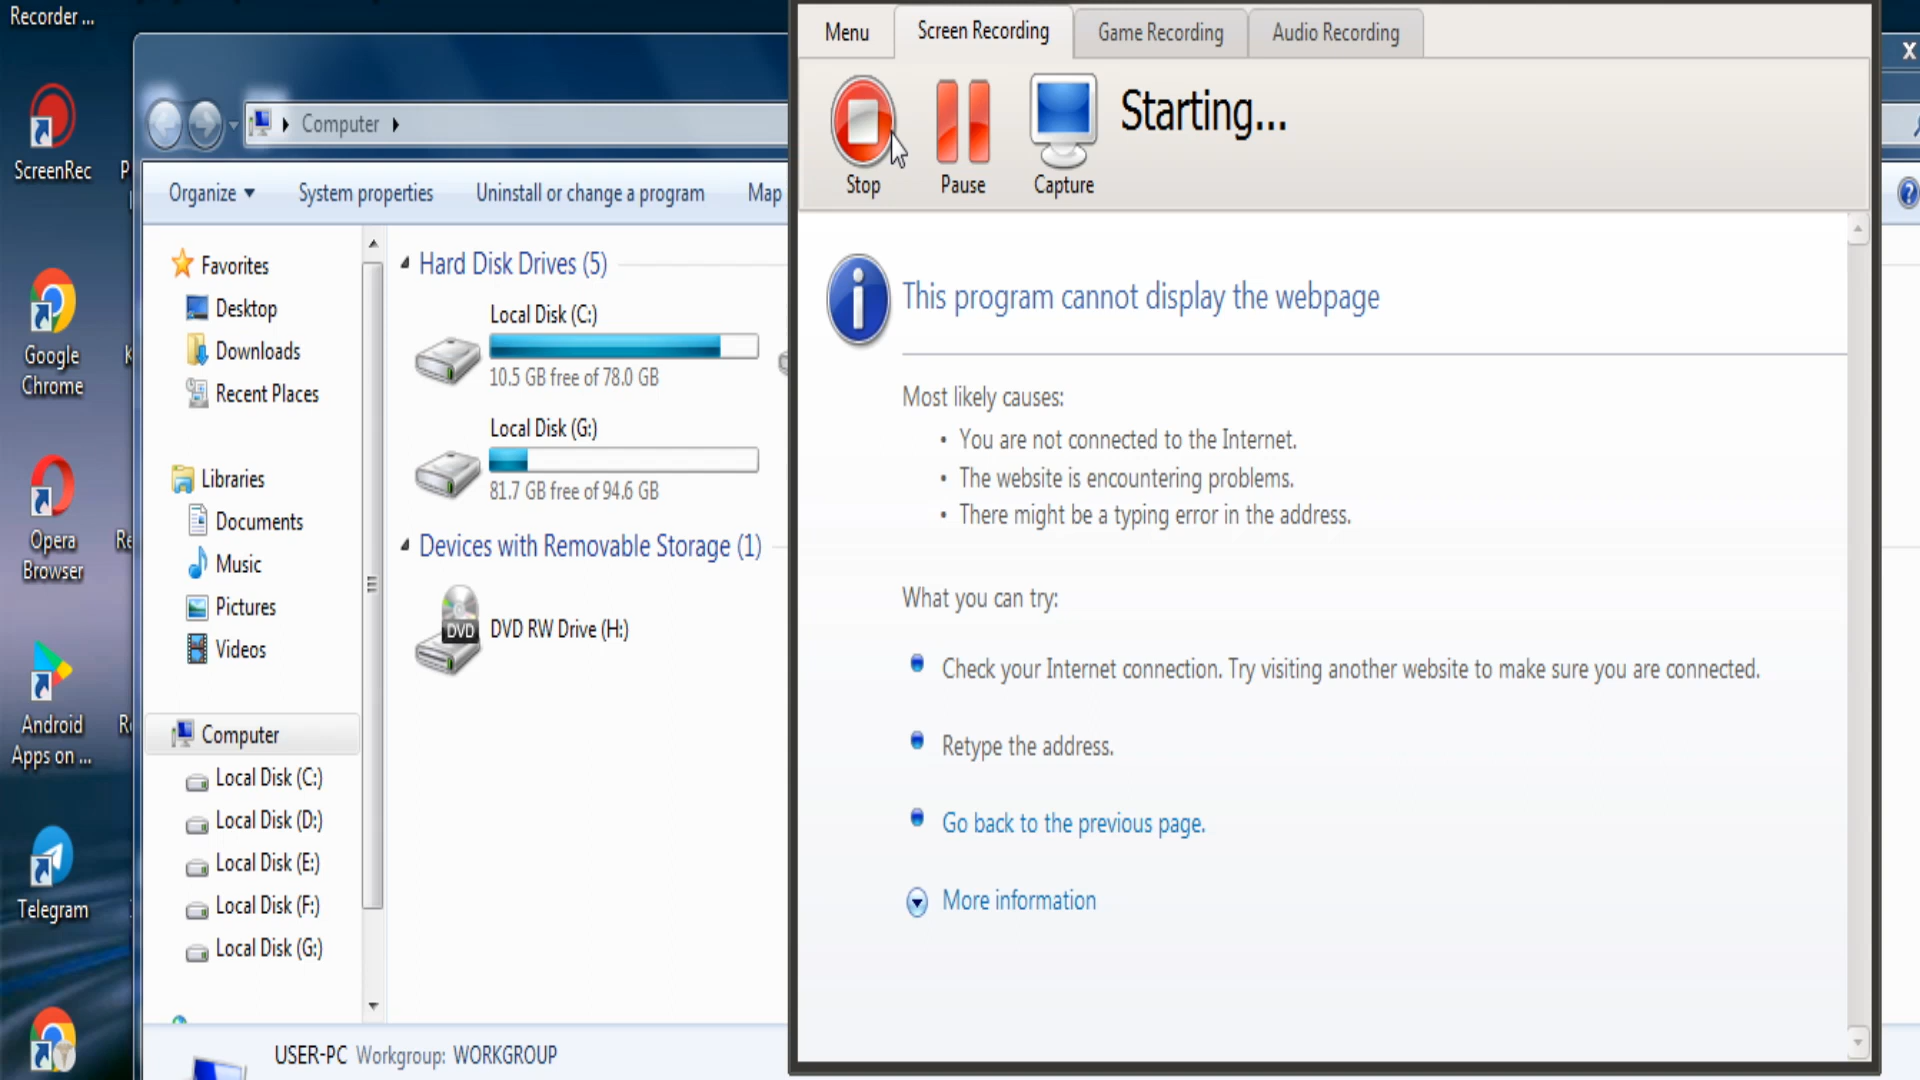 Recorder ...
ScreenRec
Google
Chrome
Opera
Browser
Android
Apps on ...
Telegram
Computer
Organize
System properties
Uninstall or change a program
Map
Favorites
Desktop
Downloads
Recent Places
Libraries
Documents
Music
Pictures
Videos
Computer
Local Disk (C:)
Local Disk (D:)
Local Disk (E:)
Local Disk (F:)
Local Disk (G:)
Hard Disk Drives (5)
Local Disk (C:)
10.5 GB free of 78.0 GB
Local Disk (G:)
81.7 GB free of 94.6 GB
Devices with Removable Storage (1)
DVD
DVD RW Drive (H:)
USER-PC Workgroup: WORKGROUP
Menu
Screen Recording
Game Recording
Audio Recording
Stop
Pause
Capture
Starting...
This program cannot display the webpage
Most likely causes:
• You are not connected to the Internet.
• The website is encountering problems.
• There might be a typing error in the address.
What you can try:
Check your Internet connection. Try visiting another website to make sure you are connected.
Retype the address.
Go back to the previous page.
More information